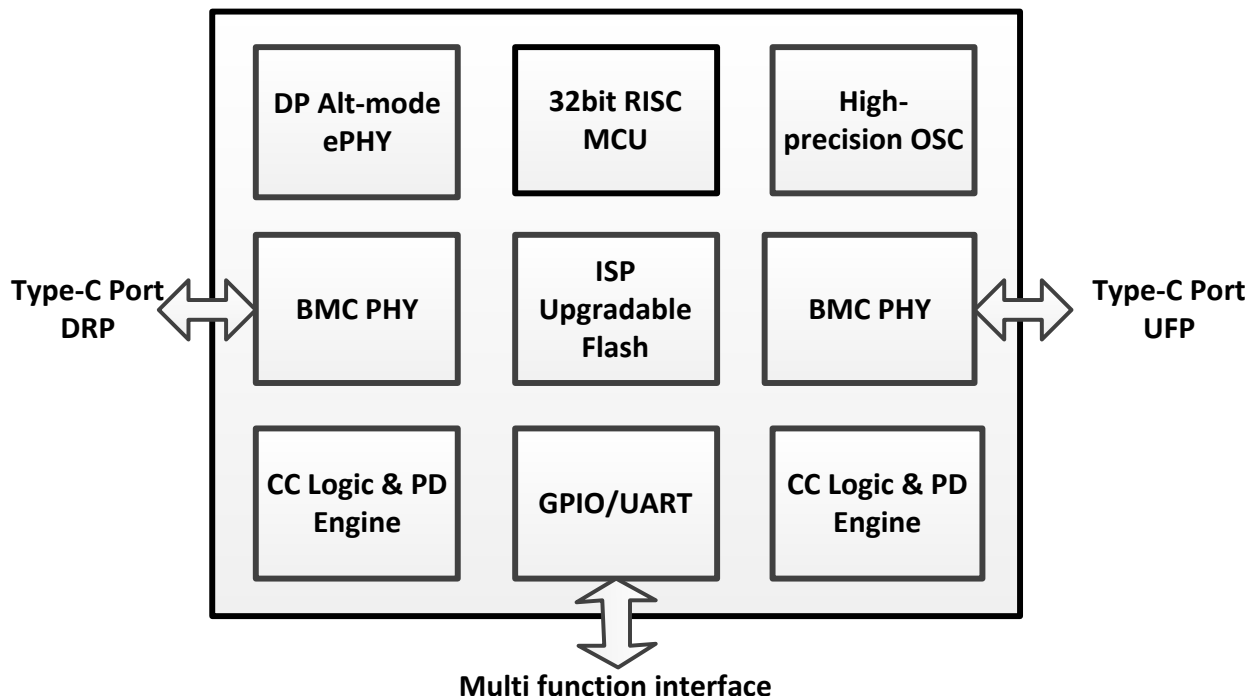 DP Alt-mode
ePHY
32bit RISC
MCU
High-
precision OSC
Type-C Port
DRP
BMC PHY
ISP
Upgradable
Flash
BMC PHY
Type-C Port
UFP
CC Logic & PD
Engine
GPIO/UART
CC Logic & PD
Engine
Multi function interface